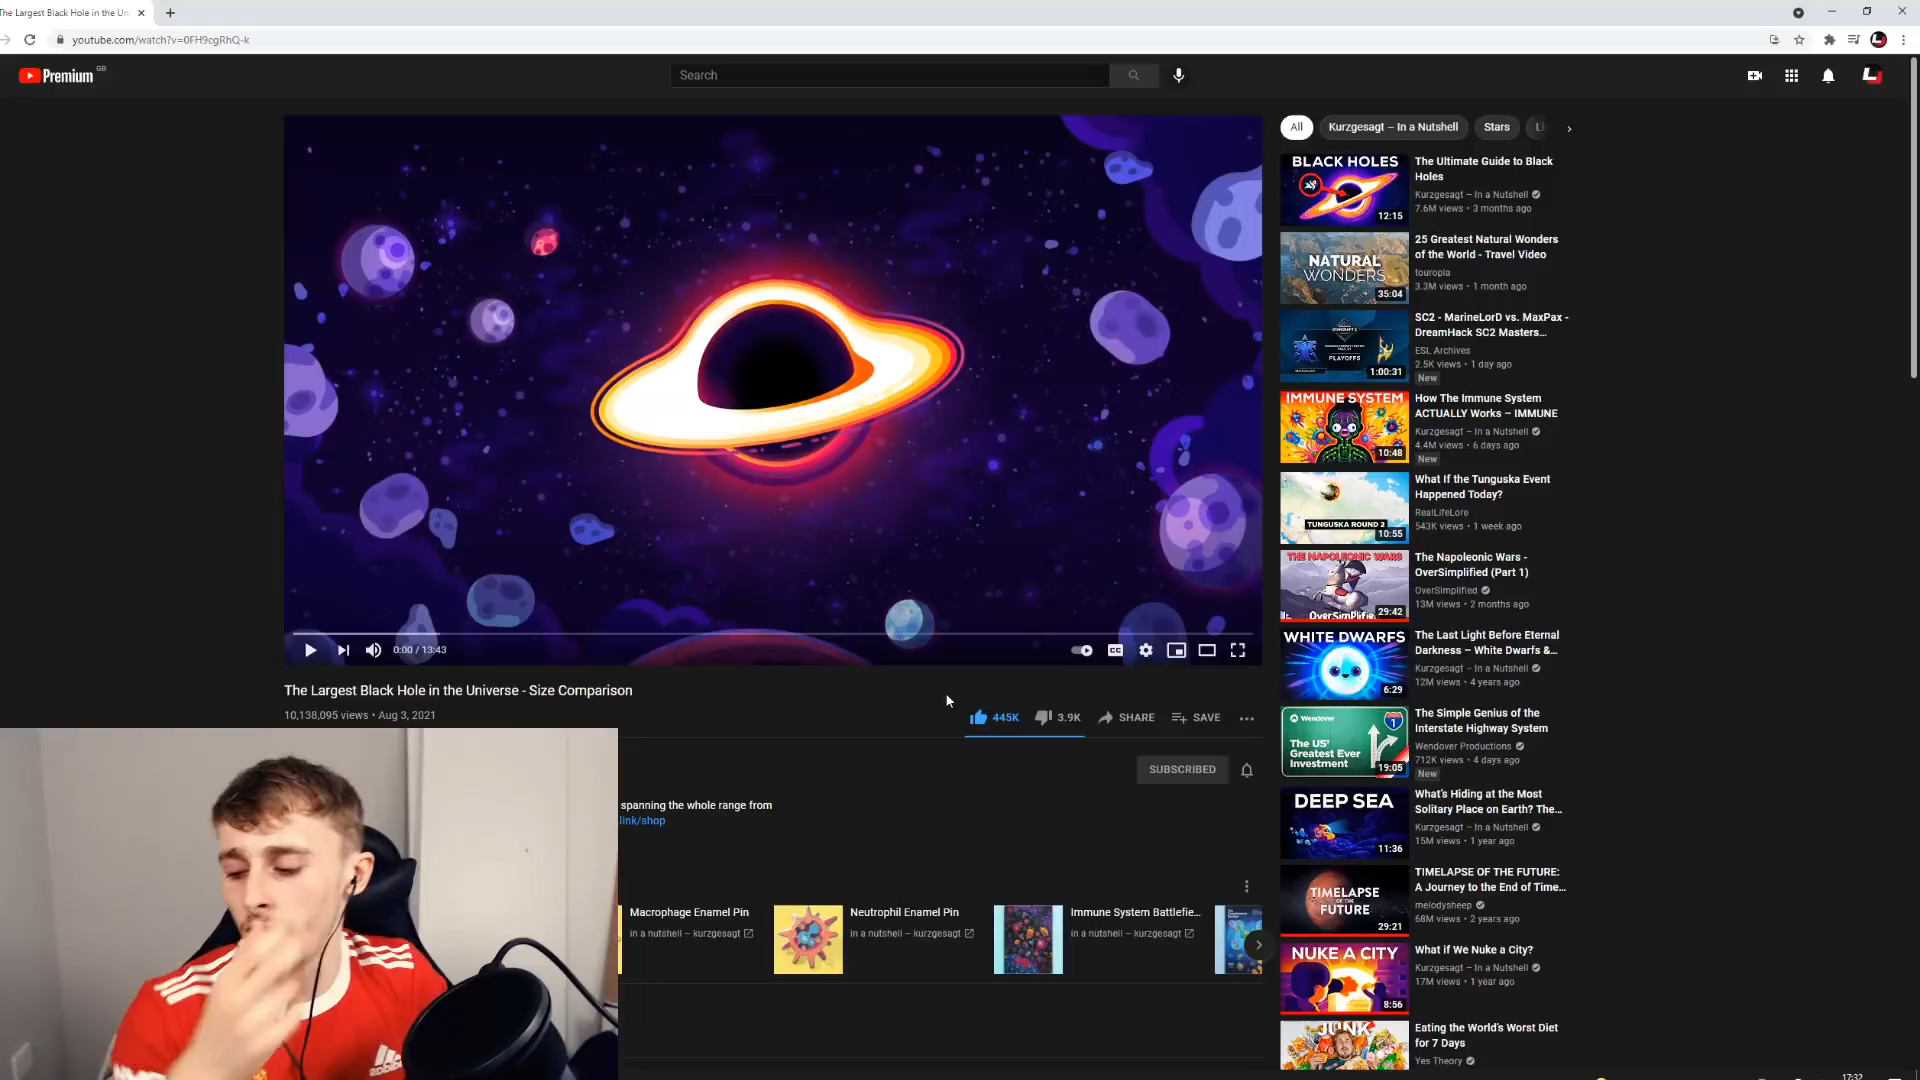 The Largest Black Hole in the Un
youtube.com/watch?v=0FH9cgRhQ-k
Premium GB
Search
All
Kurzgesagt – In a Nutshell
Stars
0:00 / 13:43
CC
The Largest Black Hole in the Universe - Size Comparison
10,138,095 views • Aug 3, 2021
445K
3.9K
SHARE
SAVE
SUBSCRIBED
spanning the whole range from
link/shop
Macrophage Enamel Pin
in a nutshell – kurzgesagt
Neutrophil Enamel Pin
in a nutshell – kurzgesagt
Immune System Battlefie...
in a nutshell – kurzgesagt
adidas
BLACK HOLES
12:15
The Ultimate Guide to Black
Holes
Kurzgesagt – In a Nutshell
7.6M views • 3 months ago
NATURAL
WONDERS
35:04
25 Greatest Natural Wonders
of the World - Travel Video
touropia
3.3M views • 1 month ago
PLAYOFFS
1:00:31
SC2 - MarineLorD vs. MaxPax -
DreamHack SC2 Masters...
ESL Archives
2.5K views • 1 day ago
New
IMMUNE SYSTEM
10:48
How The Immune System
ACTUALLY Works – IMMUNE
Kurzgesagt – In a Nutshell
4.4M views • 6 days ago
New
TUNGUSKA ROUND 2
10:55
What If the Tunguska Event
Happened Today?
RealLifeLore
543K views • 1 week ago
THE NAPOLEONIC WARS
OverSimplified
29:42
The Napoleonic Wars -
OverSimplified (Part 1)
OverSimplified
13M views • 2 months ago
WHITE DWARFS
6:29
The Last Light Before Eternal
Darkness – White Dwarfs &...
Kurzgesagt – In a Nutshell
12M views • 4 years ago
Wendover
1
The US'
Greatest Ever
Investment
19:05
The Simple Genius of the
Interstate Highway System
Wendover Productions
712K views • 4 days ago
New
DEEP SEA
11:36
What's Hiding at the Most
Solitary Place on Earth? The...
Kurzgesagt – In a Nutshell
15M views • 1 year ago
TIMELAPSE
OF THE
FUTURE
29:21
TIMELAPSE OF THE FUTURE:
A Journey to the End of Time...
melodysheep
68M views • 2 years ago
NUKE A CITY
8:56
What if We Nuke a City?
Kurzgesagt – In a Nutshell
17M views • 1 year ago
JUNK
Eating the World's Worst Diet
for 7 Days
Yes Theory
17:32